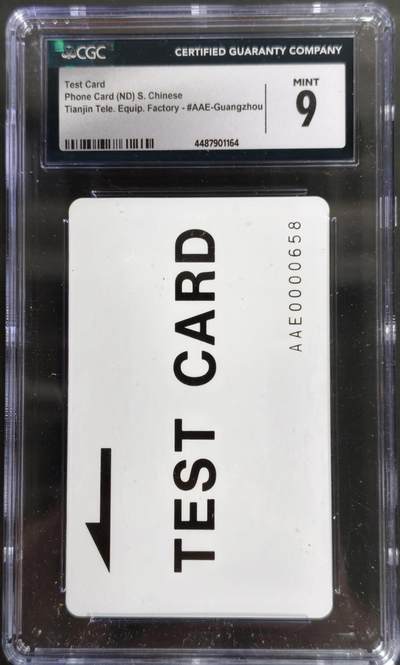 CGC
CERTIFIED GUARANTY COMPANY
Test Card
Phone Card (ND) S. Chinese
Tianjin Tele. Equip. Factory - #AAE-Guangzhou
MINT
9
4487901164
TEST CARD
AAE0000658